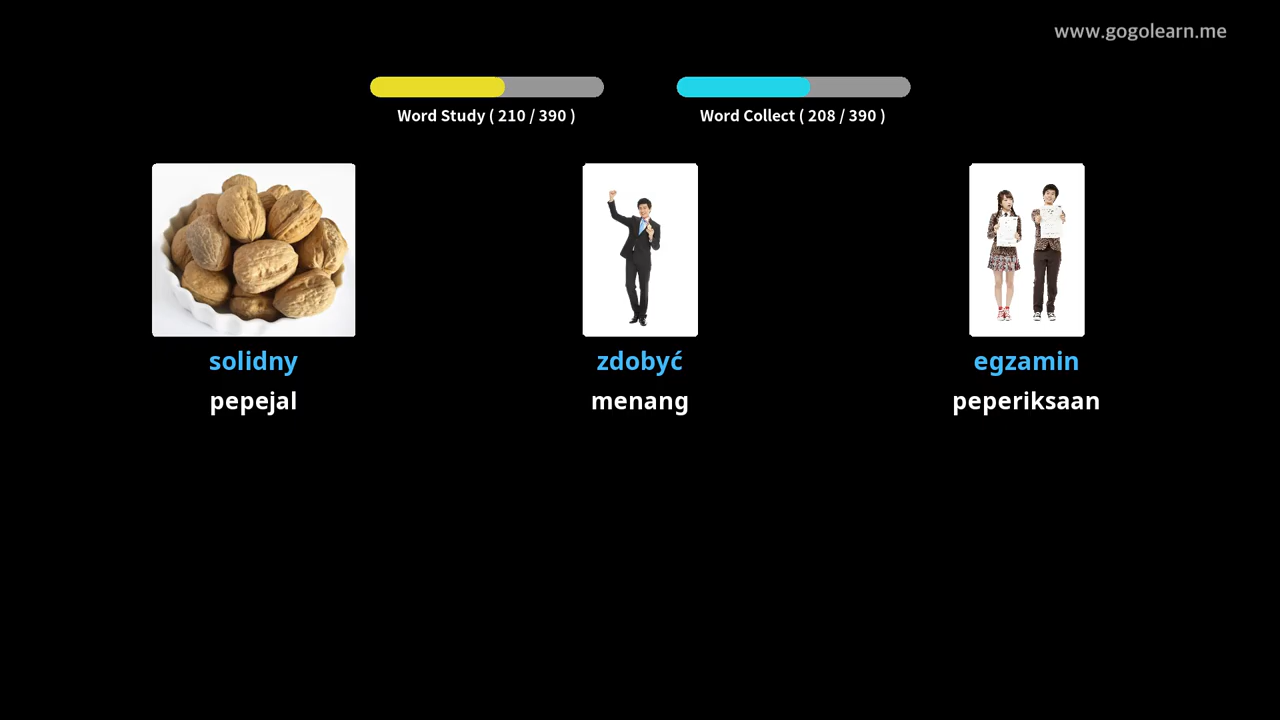 www.gogolearn.me
Word Study ( 210 / 390 )
Word Collect ( 208 / 390 )
solidny
pepejal
zdobyć
menang
egzamin
peperiksaan